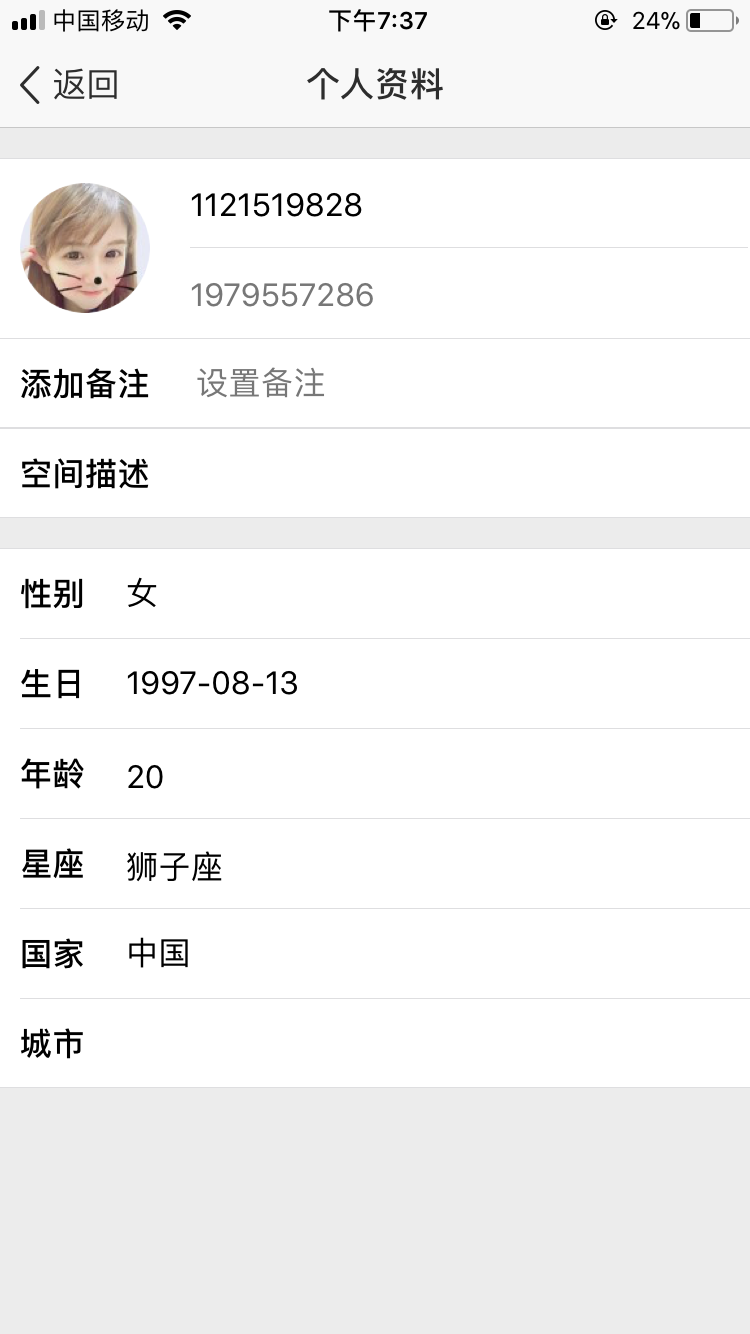 中国移动 下午7:37 24%
返回 个人资料
1121519828
1979557286
添加备注 设置备注
空间描述
性别 女
生日 1997-08-13
年龄 20
星座 狮子座
国家 中国
城市